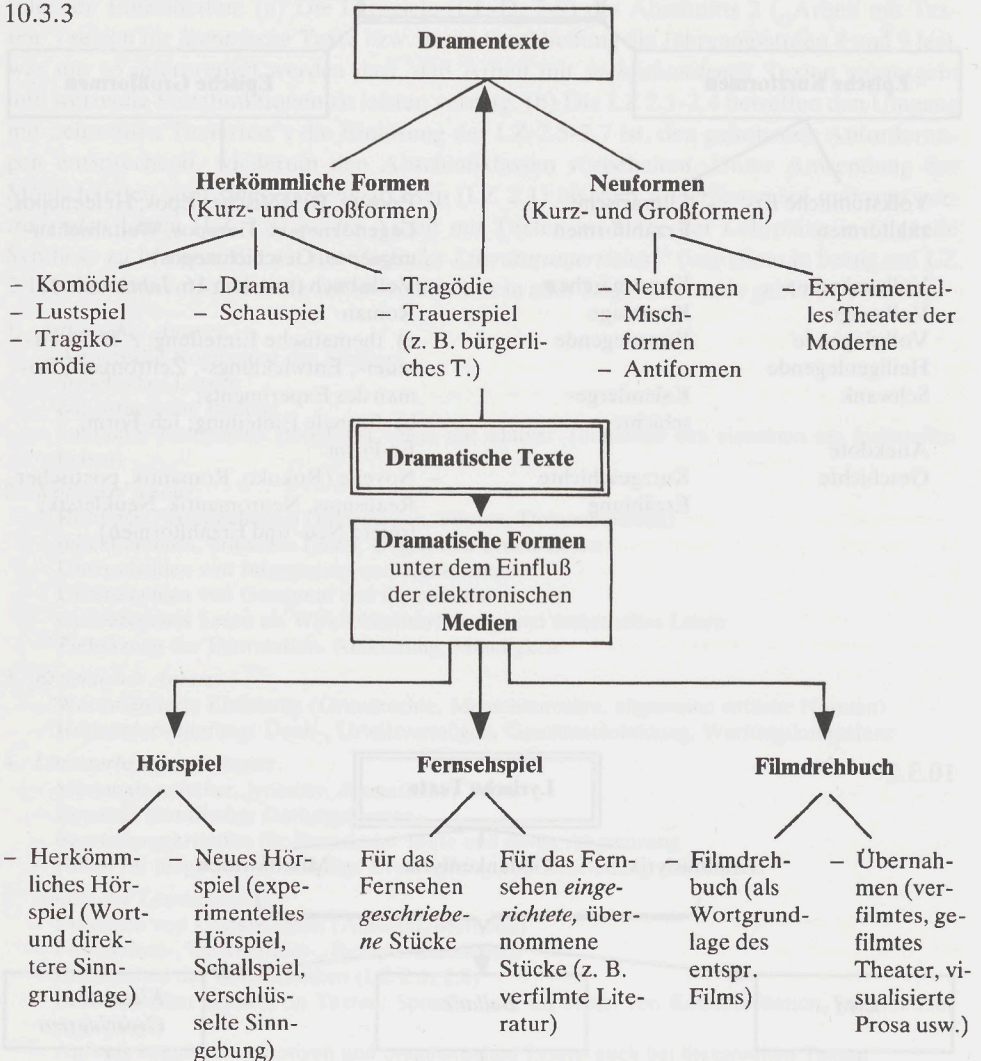 10.3.3
Dramentexte
Herkömmliche Formen
(Kurz- und Großformen)
Neuformen
(Kurz- und Großformen)
– Komödie
– Lustspiel
– Tragiko-
mödie
– Drama
– Schauspiel
– Tragödie
– Trauerspiel
(z. B. bürgerli-
ches T.)
– Neuformen
– Misch-
formen
– Antiformen
– Experimentel-
les Theater der
Moderne
Dramatische Texte
Dramatische Formen
unter dem Einfluß
der elektronischen
Medien
Hörspiel
Fernsehspiel
Filmdrehbuch
– Herkömm-
liches Hör-
spiel (Wort-
und direk-
tere Sinn-
grundlage)
– Neues Hör-
spiel (expe-
rimentelles
Hörspiel,
Schallspiel,
verschlüs-
selte Sinn-
gebung)
Für das
Fernsehen
geschriebe-
ne Stücke
Für das Fern-
sehen einge-
richtete, über-
nommene
Stücke (z. B.
verfilmte Lite-
ratur)
– Filmdreh-
buch (als
Wortgrund-
lage des
entspr.
Films)
– Übernah-
men (ver-
filmtes, ge-
filmtes
Theater, vi-
sualisierte
Prosa usw.)